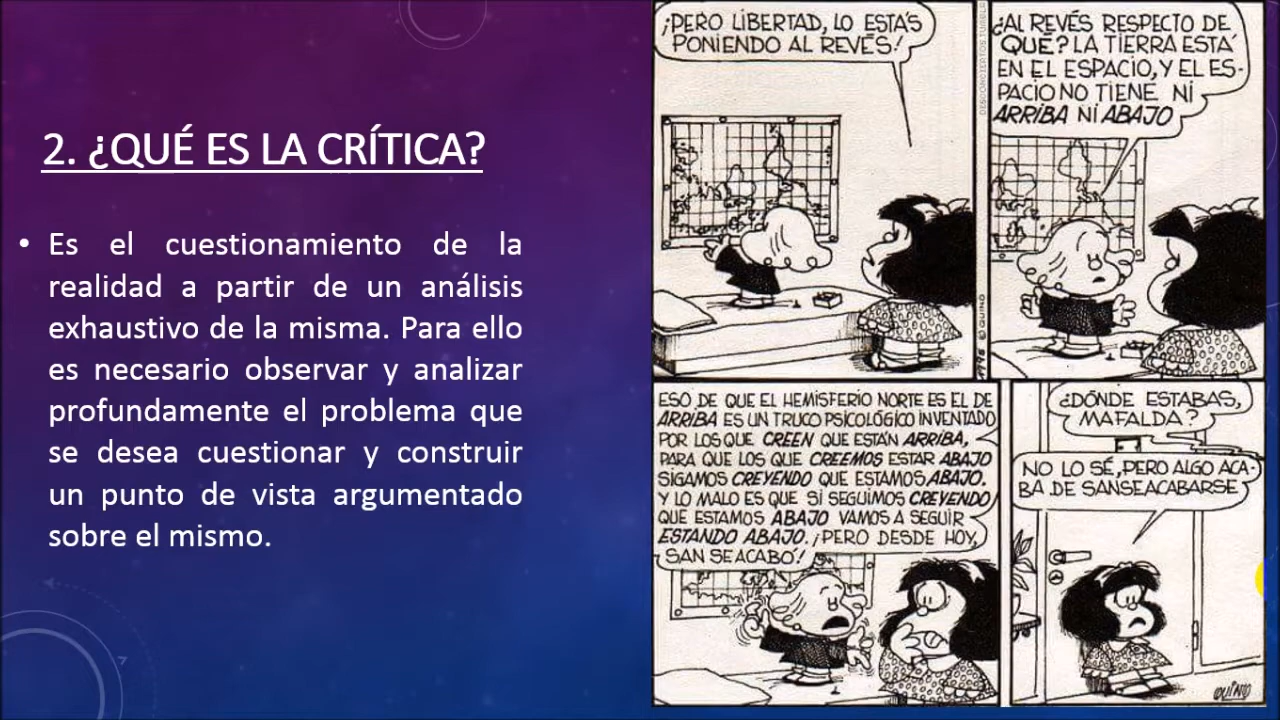 2. ¿QUÉ ES LA CRÍTICA?
• Es el cuestionamiento de la
realidad a partir de un análisis
exhaustivo de la misma. Para ello
es necesario observar y analizar
profundamente el problema que
se desea cuestionar y construir
un punto de vista argumentado
sobre el mismo.
¡PERO LIBERTAD, LO ESTÁS
PONIENDO AL REVÉS!
¿AL REVÉS RESPECTO DE
QUÉ? LA TIERRA ESTÁ
EN EL ESPACIO, Y EL ES-
PACIO NO TIENE NI
ARRIBA NI ABAJO
© QUINO
ESO DE QUE EL HEMISFERIO NORTE ES EL DE
ARRIBA ES UN TRUCO PSICOLÓGICO INVENTADO
POR LOS QUE CREEN QUE ESTÁN ARRIBA,
PARA QUE LOS QUE CREEMOS ESTAR ABAJO
SIGAMOS CREYENDO QUE ESTAMOS ABAJO.
Y LO MALO ES QUE SI SEGUIMOS CREYENDO
QUE ESTAMOS ABAJO VAMOS A SEGUIR
ESTANDO ABAJO. ¡PERO DESDE HOY,
SAN SEACABÓ!
¿DÓNDE ESTABAS,
MAFALDA?
NO LO SÉ, PERO ALGO ACA-
BA DE SANSEACABARSE
QUINO